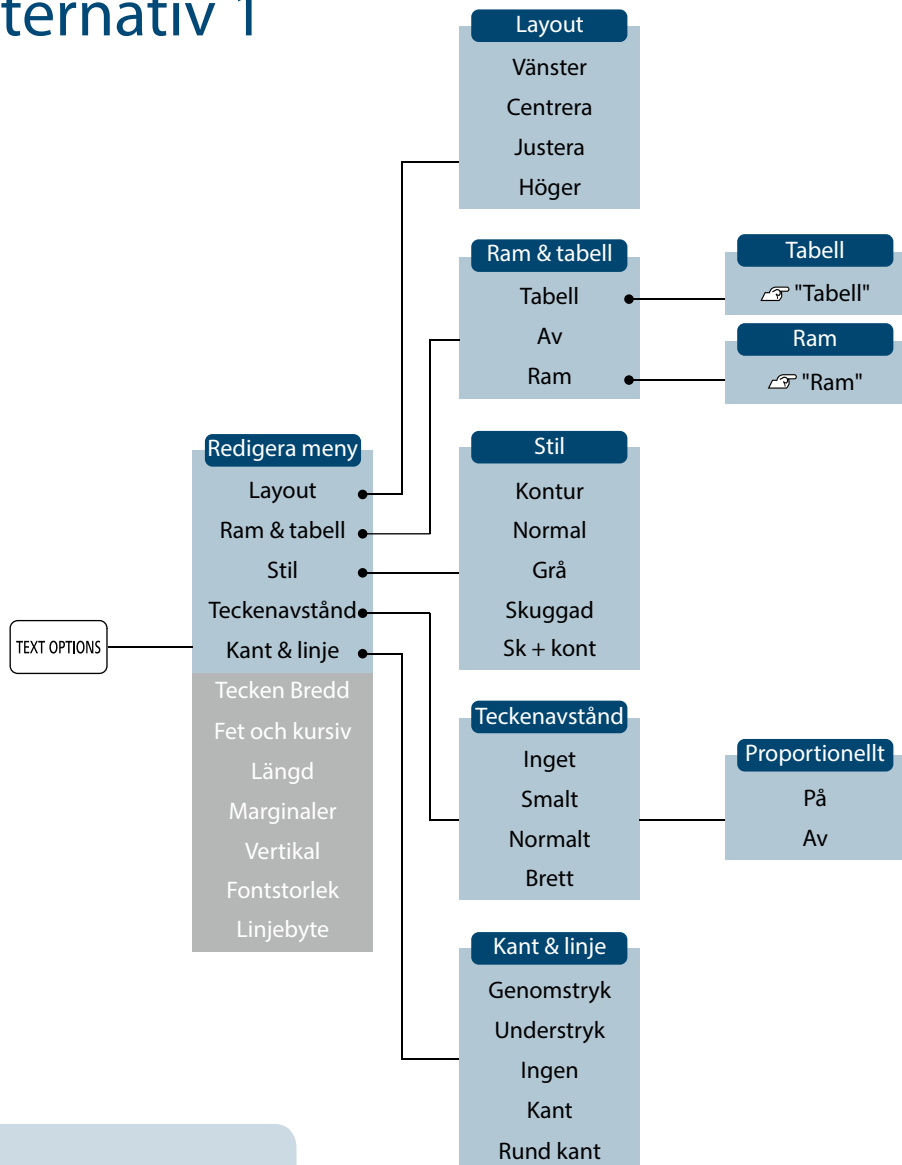 ternativ 1
TEXT OPTIONS
Redigera meny
Layout
Ram & tabell
Stil
Teckenavstånd
Kant & linje
Tecken Bredd
Fet och kursiv
Längd
Marginaler
Vertikal
Fontstorlek
Linjebyte
Layout
Vänster
Centrera
Justera
Höger
Ram & tabell
Tabell
Av
Ram
Tabell
"Tabell"
Ram
"Ram"
Stil
Kontur
Normal
Grå
Skuggad
Sk + kont
Teckenavstånd
Inget
Smalt
Normalt
Brett
Proportionellt
På
Av
Kant & linje
Genomstryk
Understryk
Ingen
Kant
Rund kant